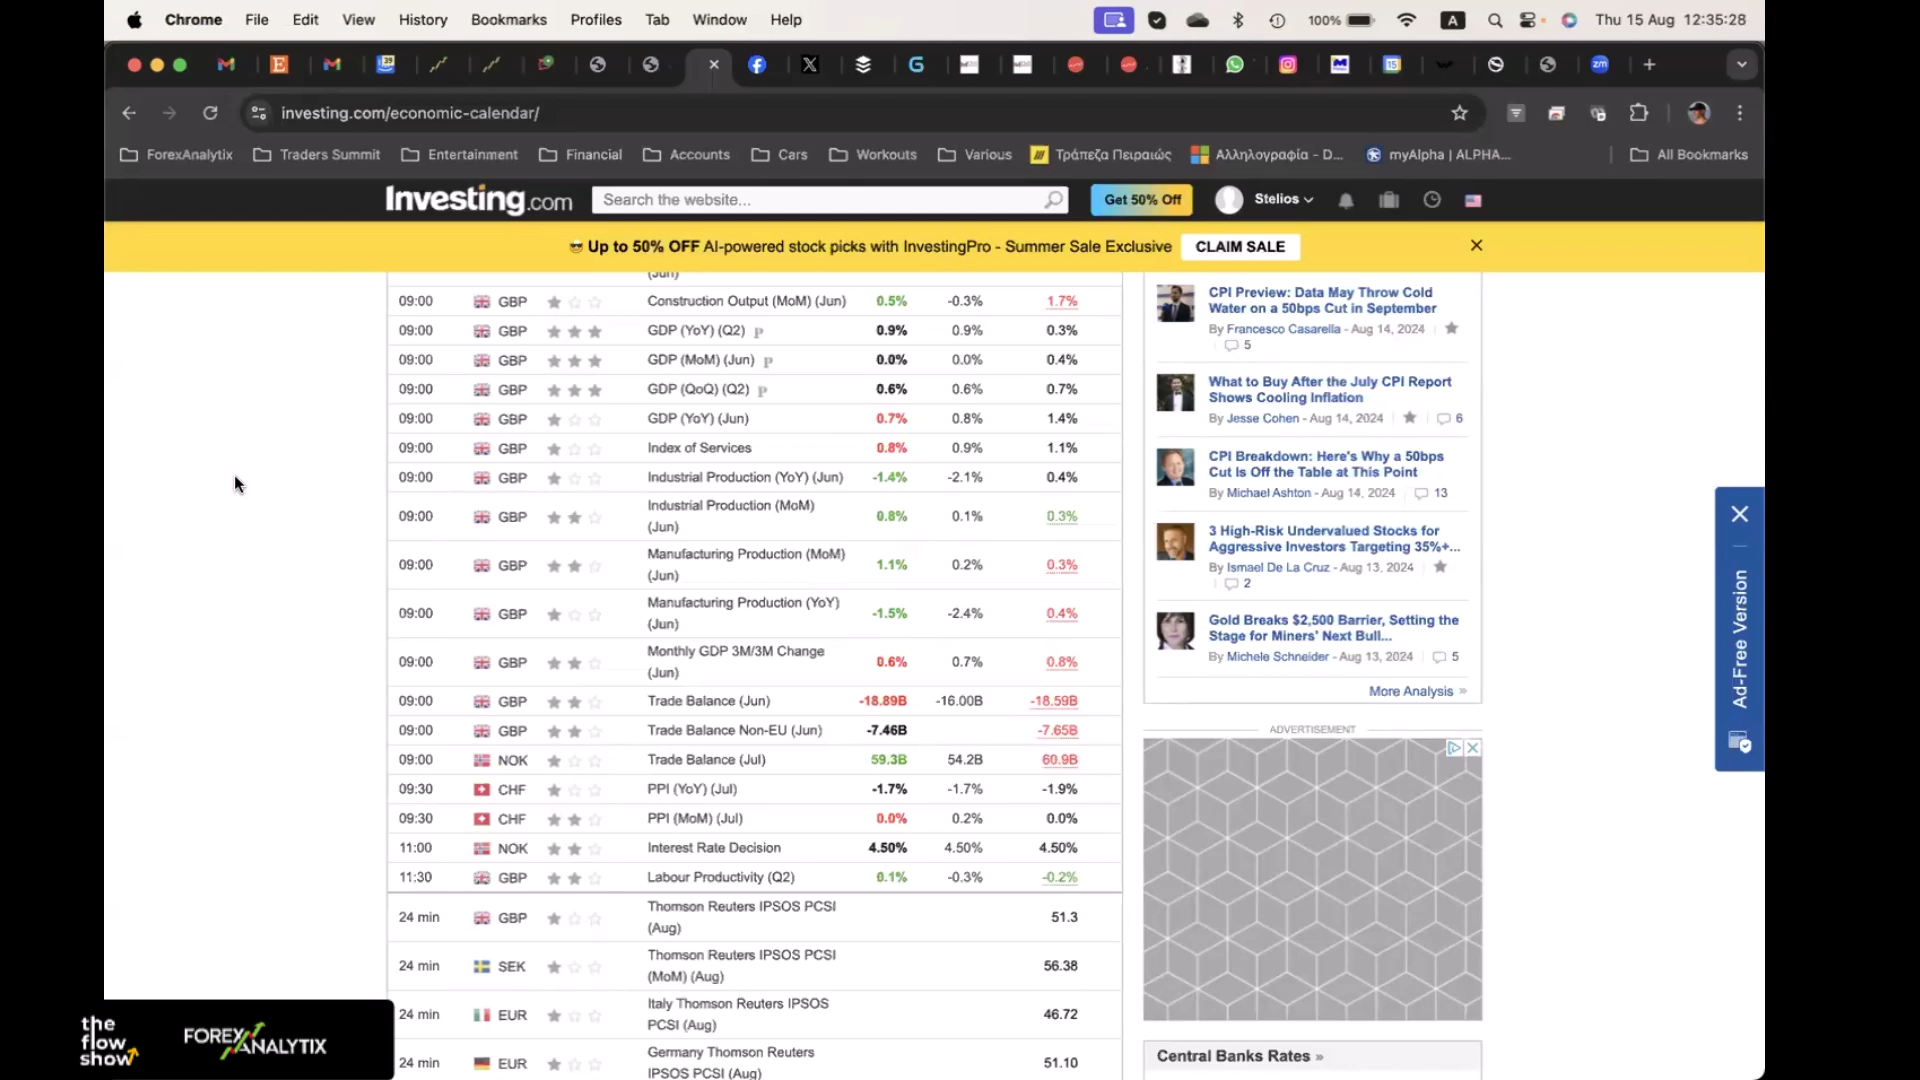 Chrome File Edit View History Bookmarks Profiles Tab Window Help 100% A Thu 15 Aug 12:35:28
investing.com/economic-calendar/
ForexAnalytix Traders Summit Entertainment Financial Accounts Cars Workouts Various Τράπεζα Πειραιώς Αλληλογραφία - D... myAlpha | ALPHA... All Bookmarks
Investing.com Search the website... Get 50% Off Stelios
Up to 50% OFF AI-powered stock picks with InvestingPro - Summer Sale Exclusive CLAIM SALE
(Jun)
09:00 GBP Construction Output (MoM) (Jun) 0.5% -0.3% 1.7%
09:00 GBP GDP (YoY) (Q2) P 0.9% 0.9% 0.3%
09:00 GBP GDP (MoM) (Jun) P 0.0% 0.0% 0.4%
09:00 GBP GDP (QoQ) (Q2) P 0.6% 0.6% 0.7%
09:00 GBP GDP (YoY) (Jun) 0.7% 0.8% 1.4%
09:00 GBP Index of Services 0.8% 0.9% 1.1%
09:00 GBP Industrial Production (YoY) (Jun) -1.4% -2.1% 0.4%
09:00 GBP Industrial Production (MoM)
(Jun) 0.8% 0.1% 0.3%
09:00 GBP Manufacturing Production (MoM)
(Jun) 1.1% 0.2% 0.3%
09:00 GBP Manufacturing Production (YoY)
(Jun) -1.5% -2.4% 0.4%
09:00 GBP Monthly GDP 3M/3M Change
(Jun) 0.6% 0.7% 0.8%
09:00 GBP Trade Balance (Jun) -18.89B -16.00B -18.59B
09:00 GBP Trade Balance Non-EU (Jun) -7.46B -7.65B
09:00 NOK Trade Balance (Jul) 59.3B 54.2B 60.9B
09:30 CHF PPI (YoY) (Jul) -1.7% -1.7% -1.9%
09:30 CHF PPI (MoM) (Jul) 0.0% 0.2% 0.0%
11:00 NOK Interest Rate Decision 4.50% 4.50% 4.50%
11:30 GBP Labour Productivity (Q2) 0.1% -0.3% -0.2%
24 min GBP Thomson Reuters IPSOS PCSI
(Aug) 51.3
24 min SEK Thomson Reuters IPSOS PCSI
(MoM) (Aug) 56.38
24 min EUR Italy Thomson Reuters IPSOS
PCSI (Aug) 46.72
24 min EUR Germany Thomson Reuters
IPSOS PCSI (Aug) 51.10
CPI Preview: Data May Throw Cold
Water on a 50bps Cut in September
By Francesco Casarella - Aug 14, 2024
5
What to Buy After the July CPI Report
Shows Cooling Inflation
By Jesse Cohen - Aug 14, 2024 6
CPI Breakdown: Here's Why a 50bps
Cut Is Off the Table at This Point
By Michael Ashton - Aug 14, 2024 13
3 High-Risk Undervalued Stocks for
Aggressive Investors Targeting 35%+...
By Ismael De La Cruz - Aug 13, 2024
2
Gold Breaks $2,500 Barrier, Setting the
Stage for Miners' Next Bull...
By Michele Schneider - Aug 13, 2024 5
More Analysis »
ADVERTISEMENT
Central Banks Rates »
Ad-Free Version
the
flow
show
FOREX ANALYTIX